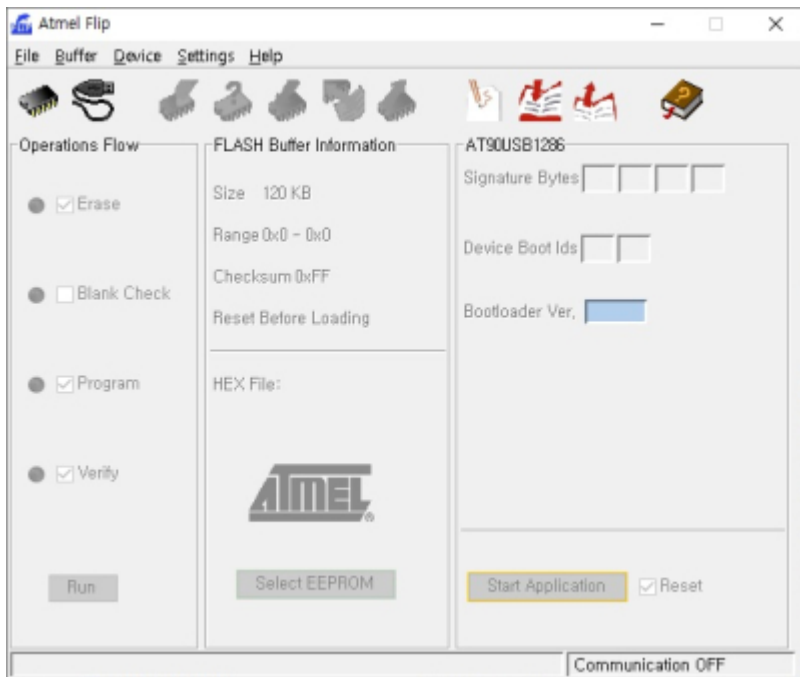 Atmel Flip
File Buffer Device Settings Help
Operations Flow
Erase
Blank Check
Program
Verify
Run
FLASH Buffer Information
Size 120 KB
Range 0x0 - 0x0
Checksum 0xFF
Reset Before Loading
HEX File:
ATMEL
Select EEPROM
AT90USB1286
Signature Bytes
Device Boot Ids
Bootloader Ver.
Start Application
Reset
Communication OFF